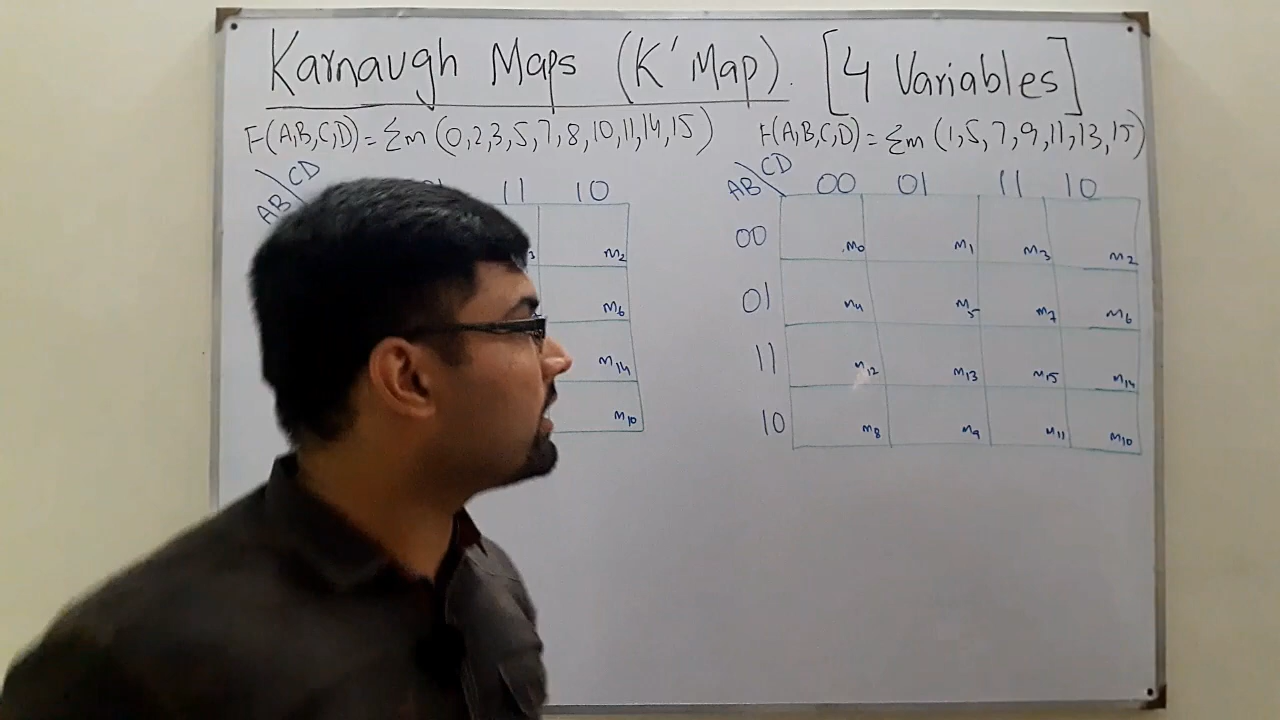 Karnaugh Maps (K' Map). [4 Variables]
F(A,B,C,D) = Σm (0,2,3,5,7,8,10,11,14,15)
F(A,B,C,D) = Σm (1,5,7,9,11,13,15)
AB\CD 11 10
m2
m6
m14
m10
AB\CD 00 01 11 10
00 m0 m1 m3 m2
01 m4 m5 m7 m6
11 m12 m13 m15 m14
10 m8 m9 m11 m10